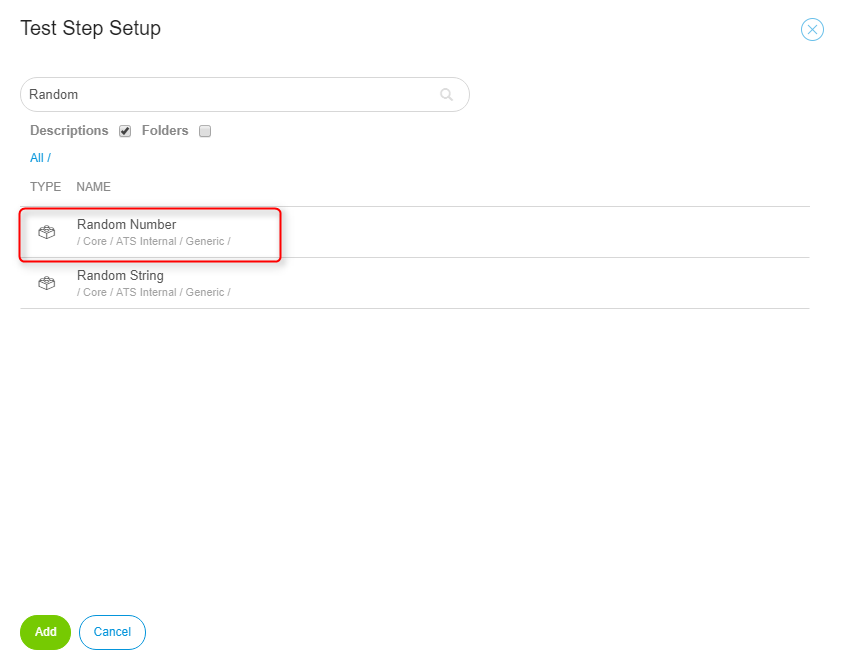 Test Step Setup
Random
Descriptions Folders
All /
TYPE NAME
Random Number
/ Core / ATS Internal / Generic /
Random String
/ Core / ATS Internal / Generic /
Add Cancel